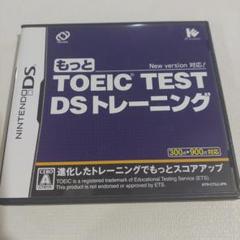 New version 対応!
もっと
TOEIC® TEST
DSトレーニング
NINTENDO DS
300点~900点対応
進化したトレーニングでもっとスコアアップ
TOEIC is a registered trademark of Educational Testing Service (ETS).
This product is not endorsed or approved by ETS.
CERO
A